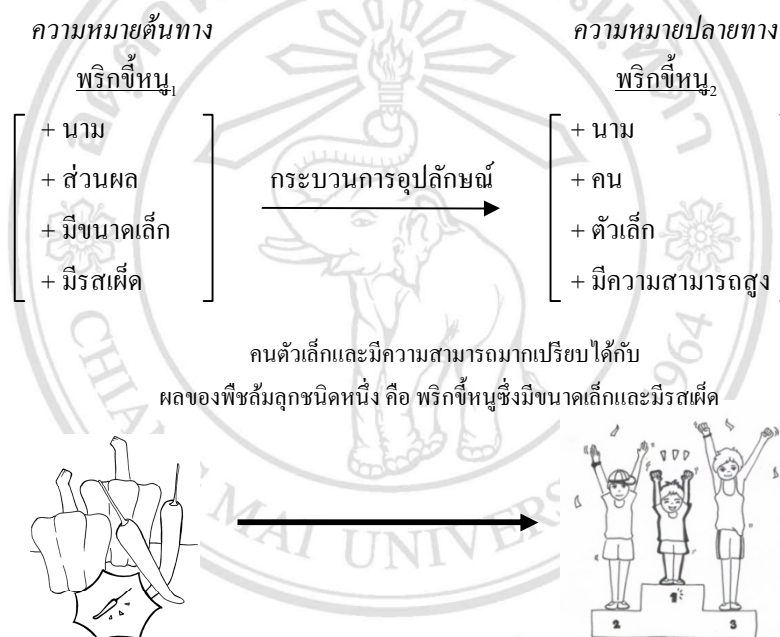 ความหมายต้นทาง ความหมายปลายทาง
พริกขี้หนู₁ พริกขี้หนู₂
+ นาม + นาม
+ ส่วนผล กระบวนการอุปลักษณ์ + คน
+ มีขนาดเล็ก + ตัวเล็ก
+ มีรสเผ็ด + มีความสามารถสูง
คนตัวเล็กและมีความสามารถมากเปรียบได้กับ
ผลของพืชล้มลุกชนิดหนึ่ง คือ พริกขี้หนูซึ่งมีขนาดเล็กและมีรสเผ็ด
2 1 3
CHIANG MAI UNIVERS
1964